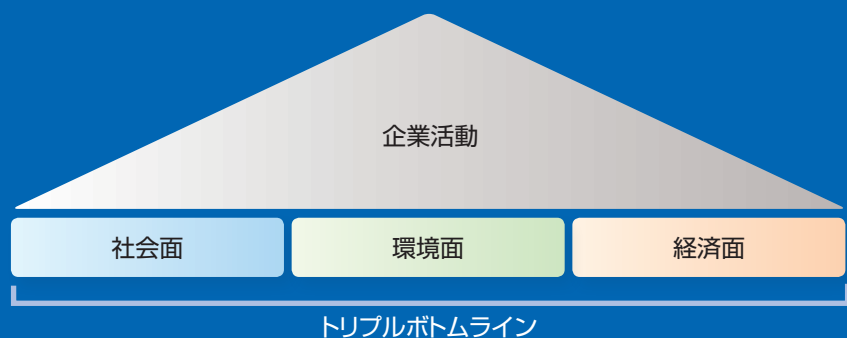 企業活動
社会面
環境面
経済面
トリプルボトムライン